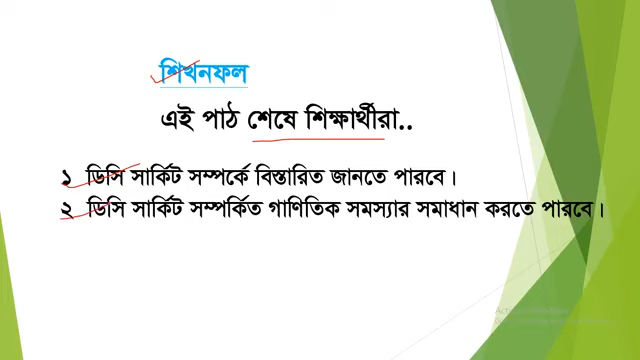 শিখনফল
এই পাঠ শেষে শিক্ষার্থীরা..
১ ডিসি সার্কিট সম্পর্কে বিস্তারিত জানতে পারবে।
২ ডিসি সার্কিট সম্পর্কিত গাণিতিক সমস্যার সমাধান করতে পারবে।